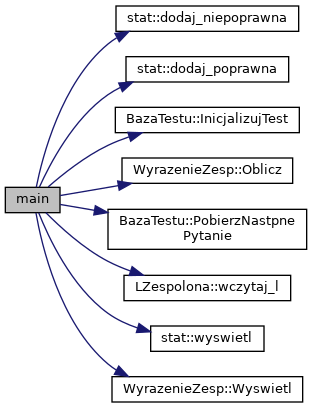 stat::dodaj_niepoprawna
stat::dodaj_poprawna
BazaTestu::InicjalizujTest
WyrazenieZesp::Oblicz
main
BazaTestu::PobierzNastpne
Pytanie
LZespolona::wczytaj_l
stat::wyswietl
WyrazenieZesp::Wyswietl